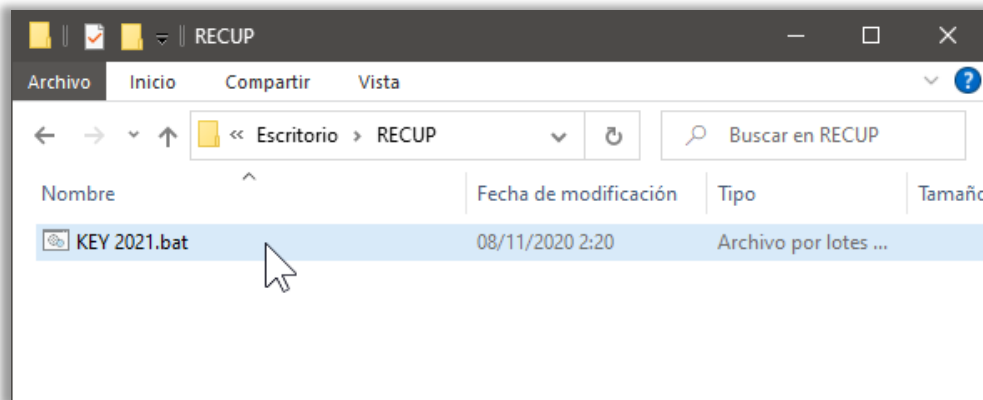 RECUP
Archivo Inicio Compartir Vista ?
« Escritorio > RECUP Buscar en RECUP
Nombre Fecha de modificación Tipo Tamaño
KEY 2021.bat 08/11/2020 2:20 Archivo por lotes ...